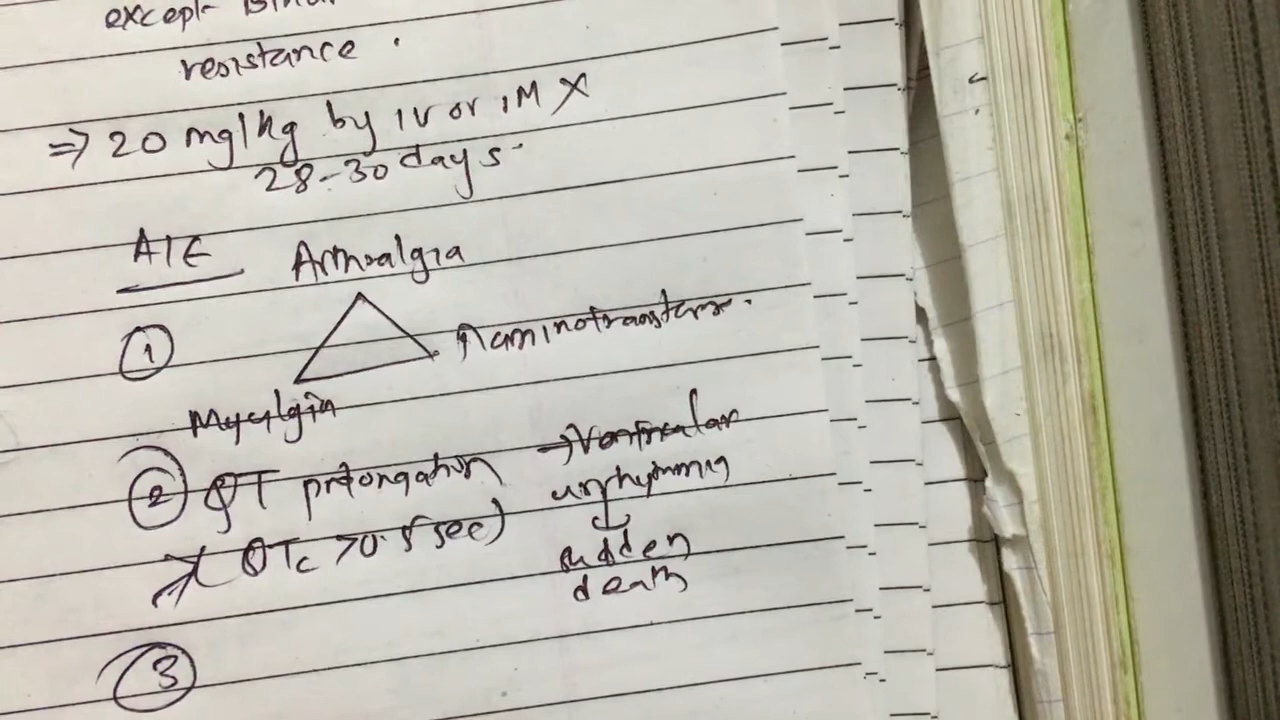 except
resistance.
⇒ 20 mg/kg by IV or IM X
28-30 days.
A/E Arthralgia
① ↑aminotransferase.
Myalgia
② QT prolongation → Ventricular
arrhythmia
QTc >0.5 sec)
sudden
death
③